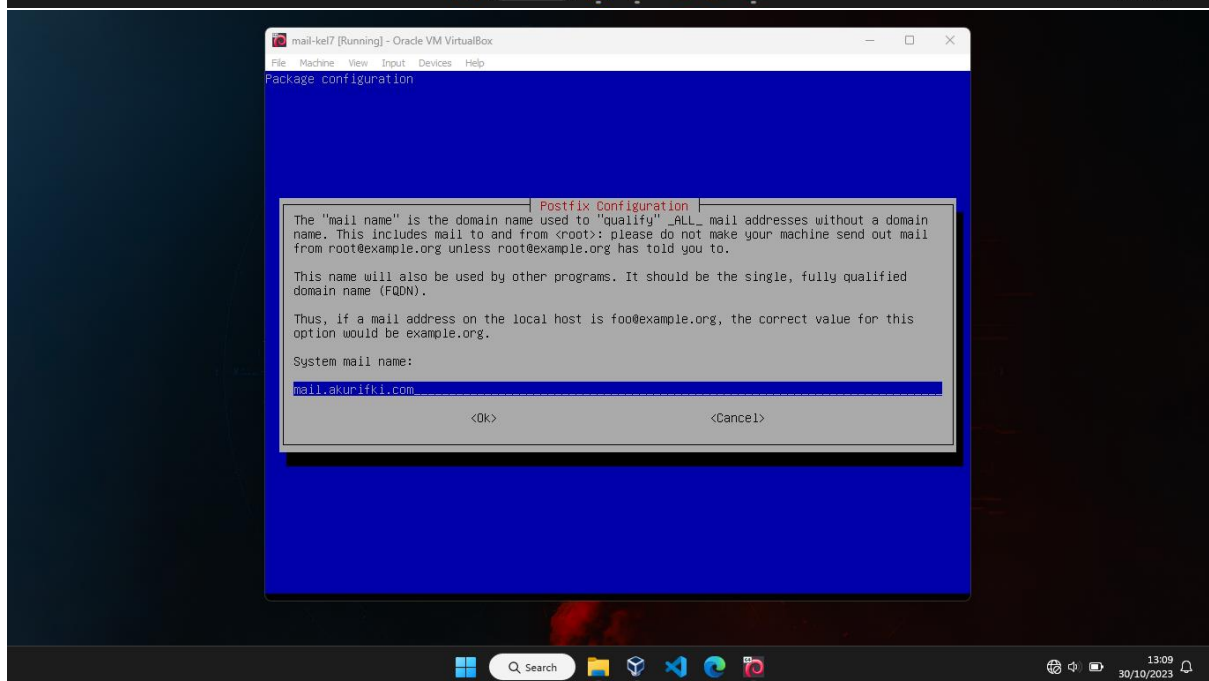 mail-kel7 [Running] - Oracle VM VirtualBox
File Machine View Input Devices Help
Package configuration
Postfix Configuration
The "mail name" is the domain name used to "qualify" _ALL_ mail addresses without a domain
name. This includes mail to and from <root>: please do not make your machine send out mail
from root@example.org unless root@example.org has told you to.
This name will also be used by other programs. It should be the single, fully qualified
domain name (FQDN).
Thus, if a mail address on the local host is foo@example.org, the correct value for this
option would be example.org.
System mail name:
mail.akurifki.com
<Ok> <Cancel>
Search
13:09
30/10/2023